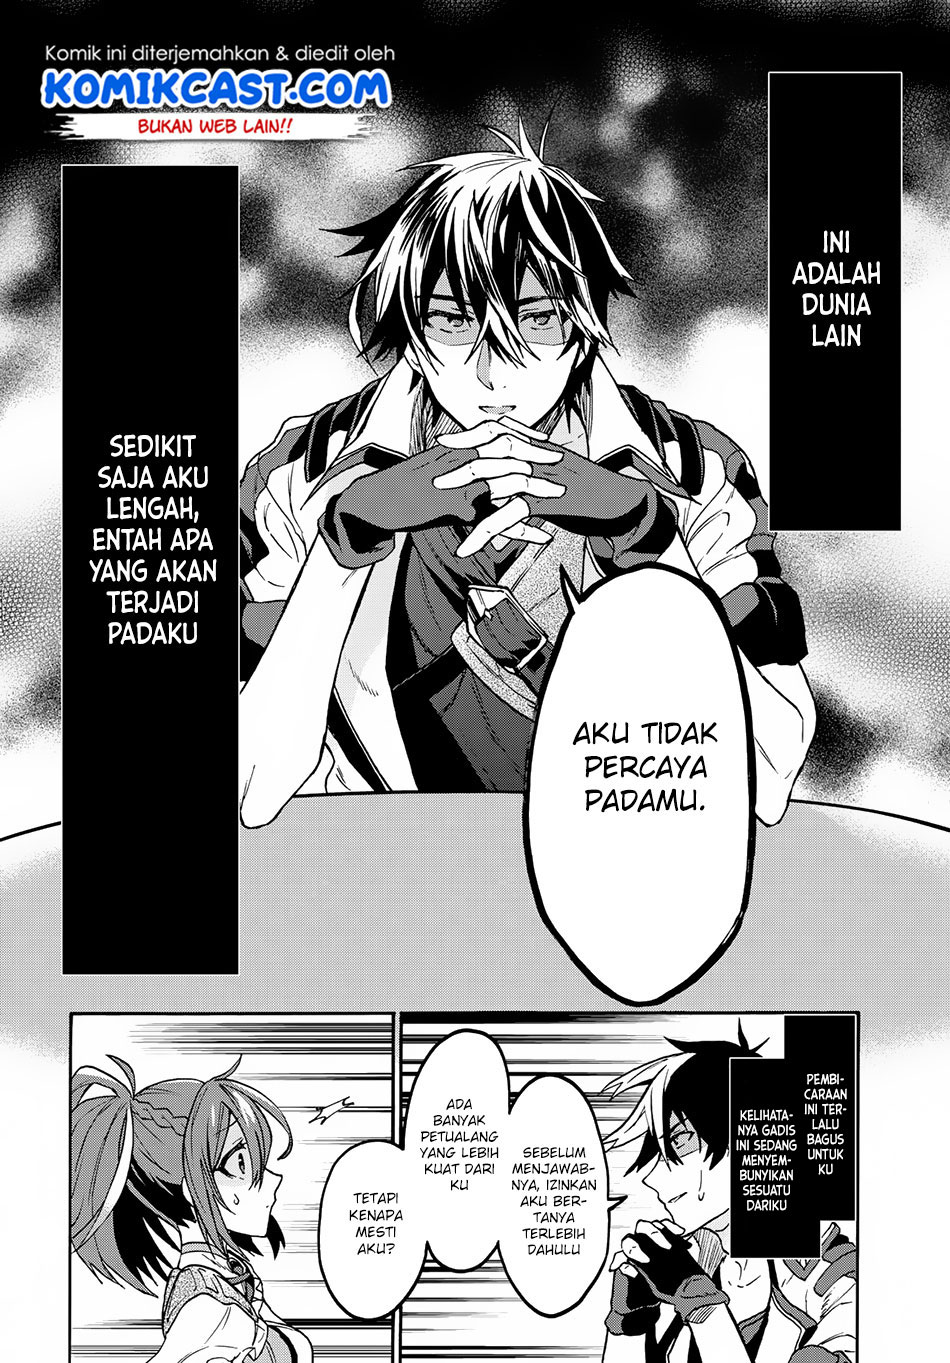 Komik ini diterjemahkan & diedit oleh
KOMIKCAST.COM
BUKAN WEB LAIN!!
INI
ADALAH
DUNIA
LAIN
SEDIKIT
SAJA AKU
LENGAH,
ENTAH APA
YANG AKAN
TERJADI
PADAKU
AKU TIDAK
PERCAYA
PADAMU.
PEMBI-
CARAAN
INI TER-
LALU
BAGUS
UNTUK
KU
KELIHATA-
NYA GADIS
INI SEDANG
MENYEM-
BUNYIKAN
SESUATU
DARIKU
SEBELUM
MENJAWAB-
NYA, IZINKAN
AKU BER-
TANYA
TERLEBIH
DAHULU
ADA
BANYAK
PETUALANG
YANG LEBIH
KUAT DARI
KU
TETAPI
KENAPA
MESTI
AKU?